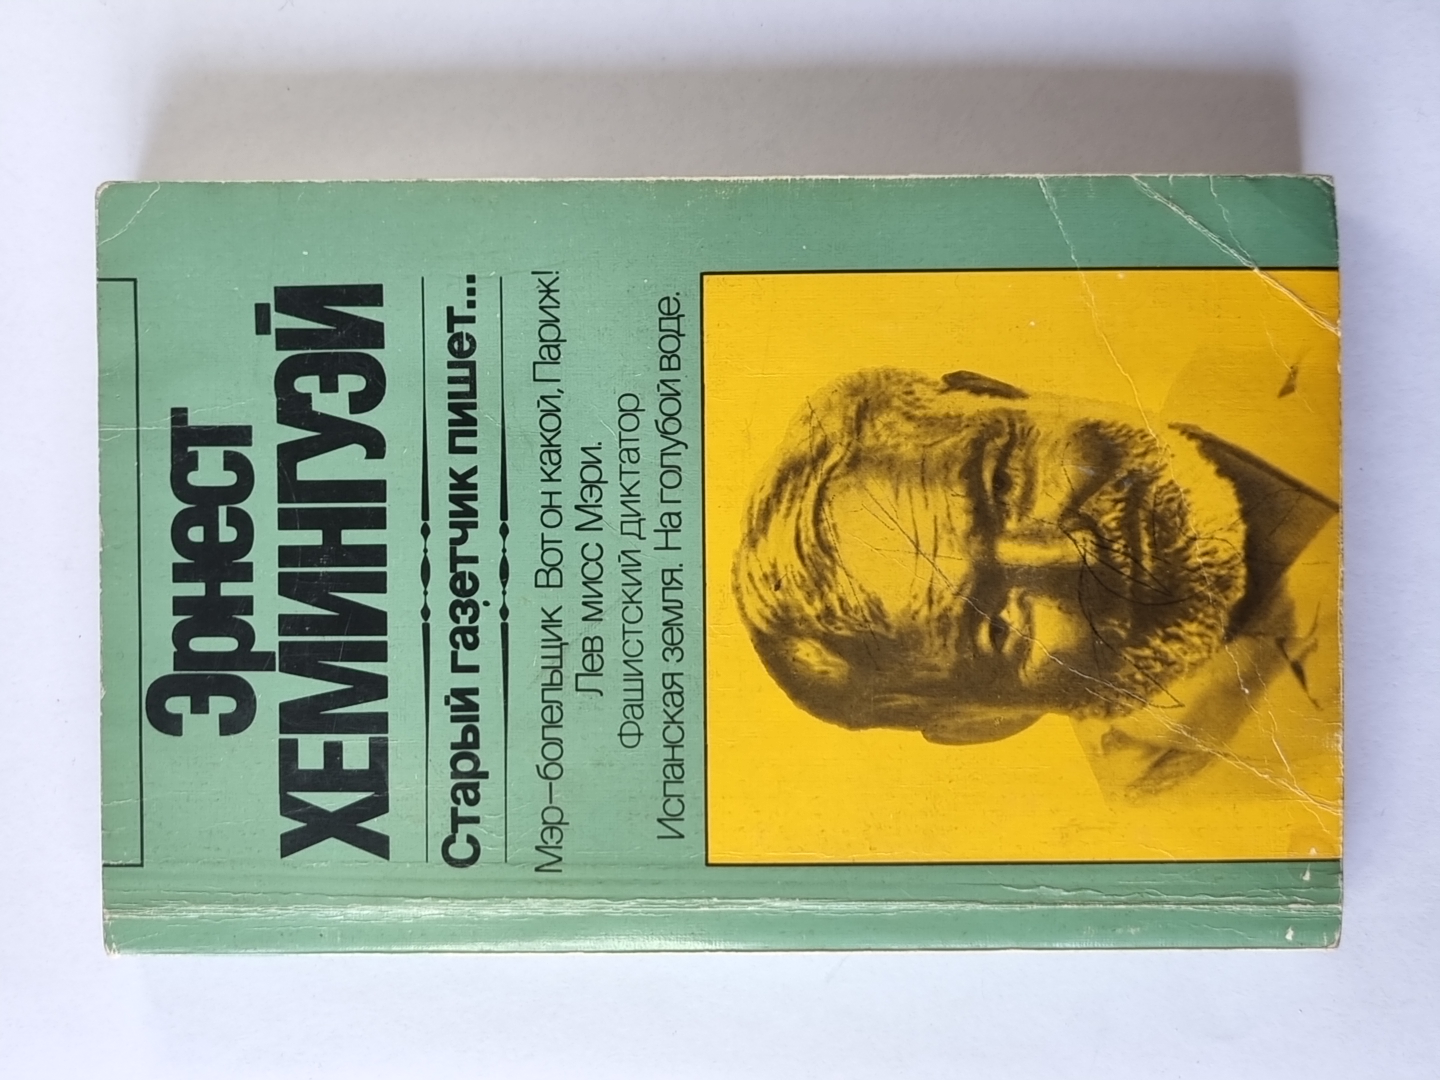 Эрнест
ХЕМИНГУЭЙ
Старый газетчик пишет...
Мэр–болельщик Вот он какой, Париж!
Лев мисс Мэри.
Фашистский диктатор
Испанская земля. На голубой воде.